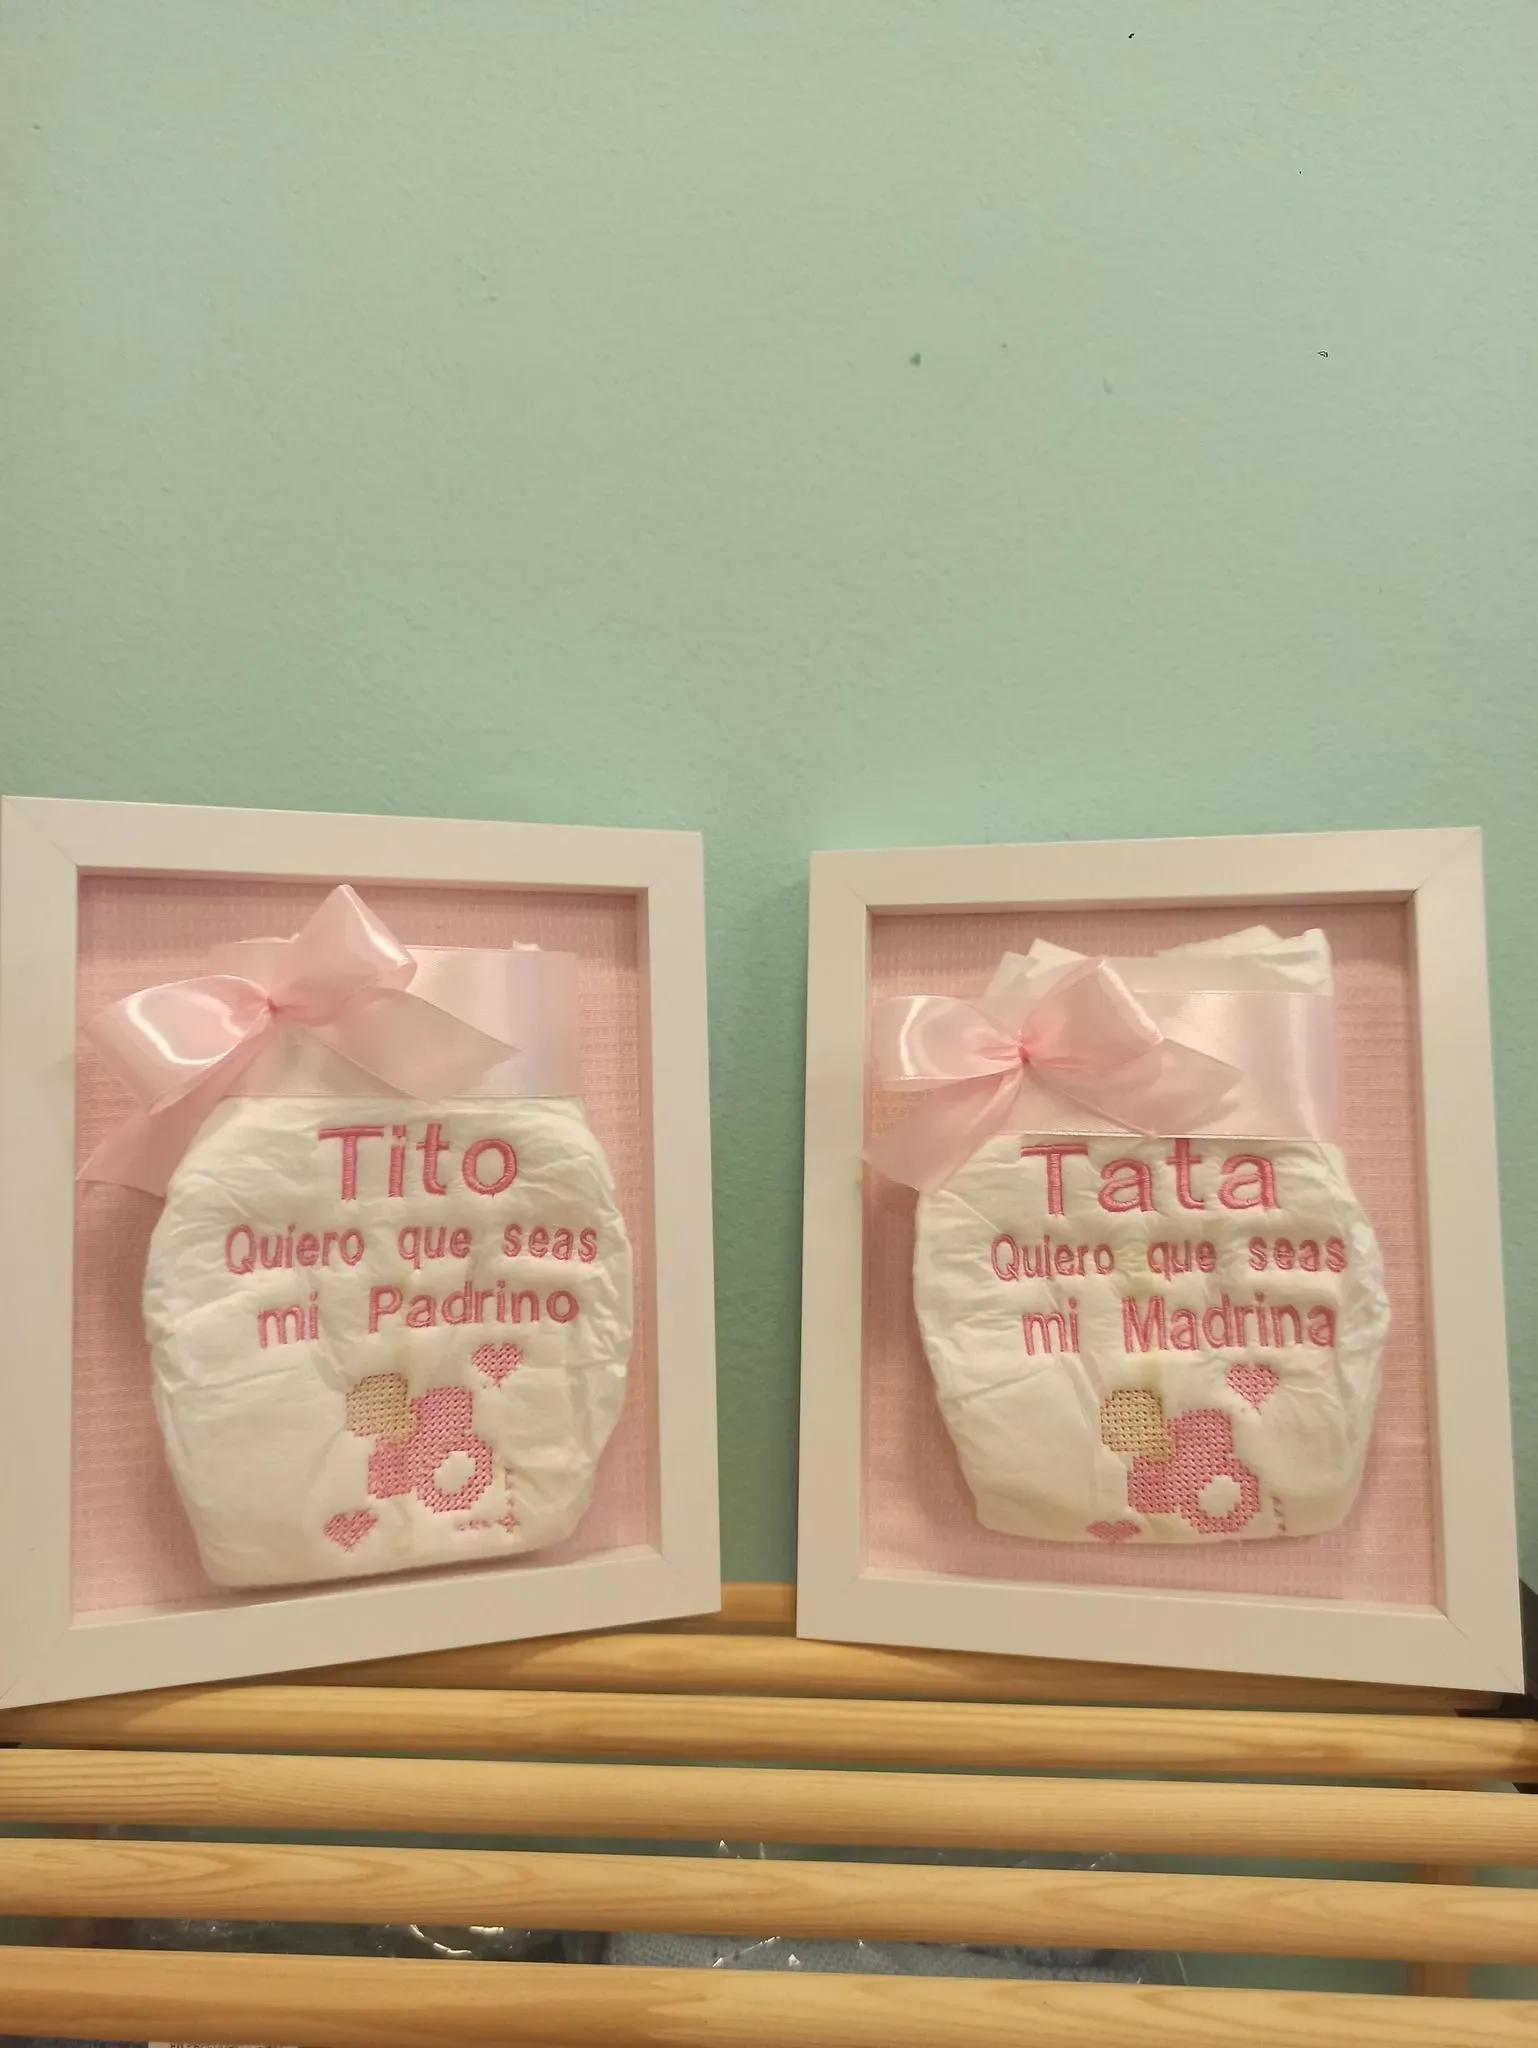 Tito
Quiero que seas
mi Padrino
Tata
Quiero que seas
mi Madrina